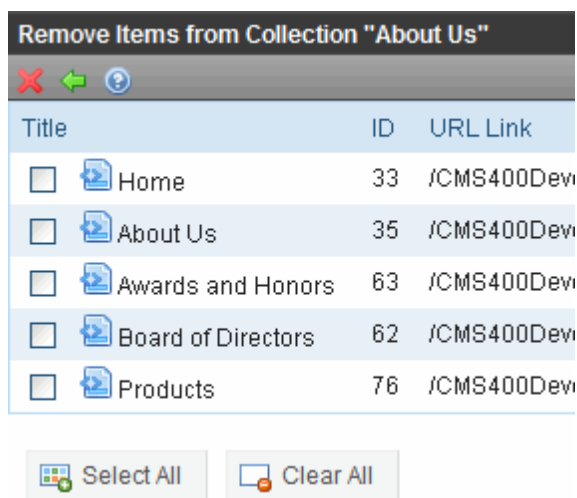 Remove Items from Collection "About Us"
Title ID URL Link
Home 33 /CMS400Dev
About Us 35 /CMS400Dev
Awards and Honors 63 /CMS400Dev
Board of Directors 62 /CMS400Dev
Products 76 /CMS400Dev
Select All Clear All